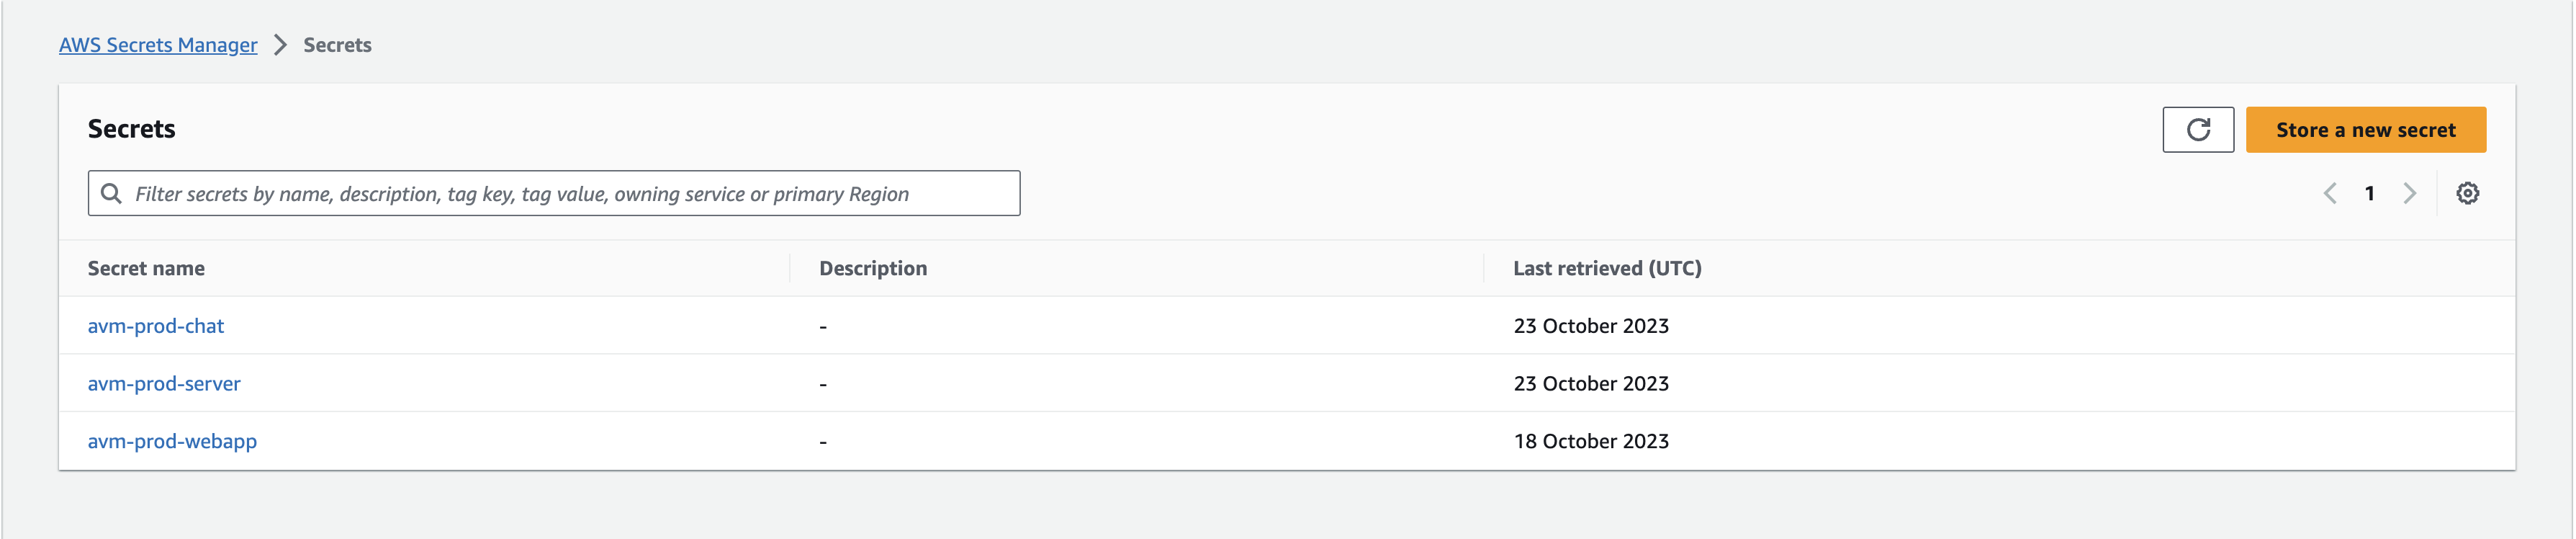 AWS Secrets Manager > Secrets
Secrets
Store a new secret
Filter secrets by name, description, tag key, tag value, owning service or primary Region
1
Secret name Description Last retrieved (UTC)
avm-prod-chat - 23 October 2023
avm-prod-server - 23 October 2023
avm-prod-webapp - 18 October 2023